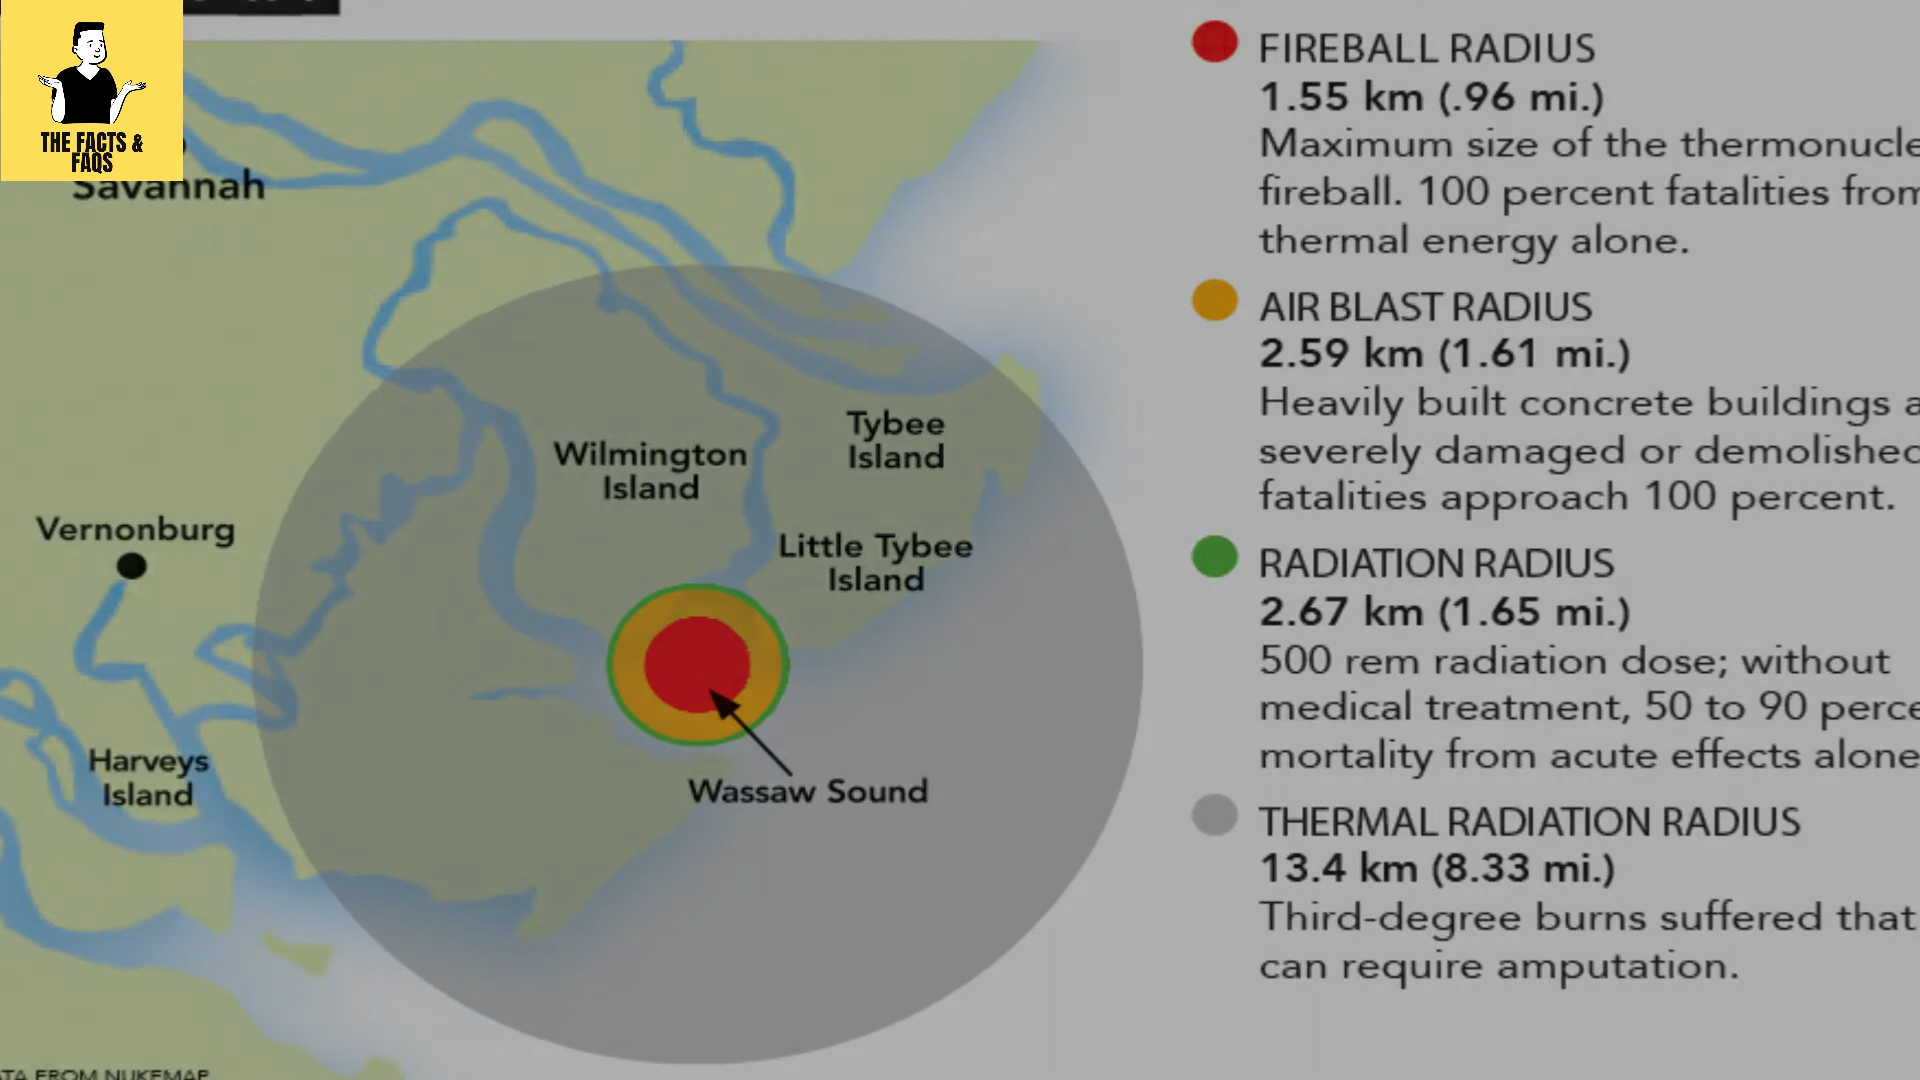 THE FACTS &
FAQS
Savannah
Wilmington
Island
Tybee
Island
Little Tybee
Island
Vernonburg
Harveys
Island
Wassaw Sound
FROM NUKEMAP
FIREBALL RADIUS
1.55 km (.96 mi.)
Maximum size of the
fireball. 100 percent fatalities
thermal energy alone.
AIR BLAST RADIUS
2.59 km (1.61 mi.)
Heavily built concrete buildings
severely damaged or demolished
fatalities approach 100 percent.
RADIATION RADIUS
2.67 km (1.65 mi.)
500 rem radiation dose; without
medical treatment, 50 to 90
mortality from acute effects alone
THERMAL RADIATION RADIUS
13.4 km (8.33 mi.)
Third-degree burns suffered that
can require amputation.